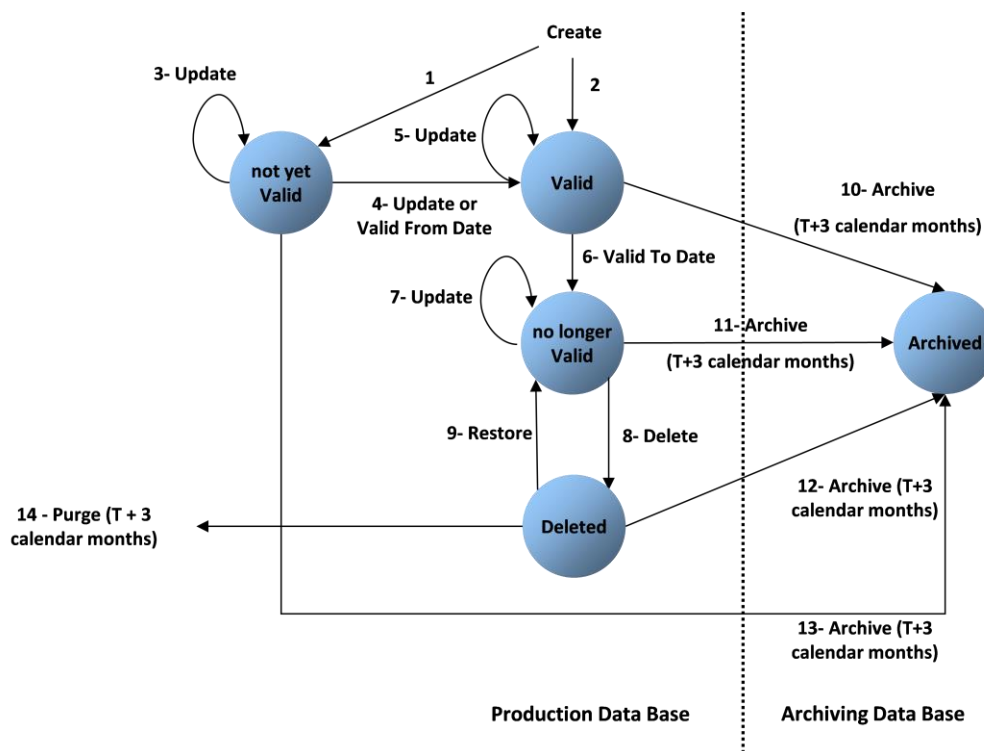 Create
3- Update
1
2
5- Update
not yet
Valid
Valid
4- Update or
Valid From Date
10- Archive
(T+3 calendar months)
6- Valid To Date
7- Update
no longer
Valid
11- Archive
(T+3 calendar months)
Archived
9- Restore
8- Delete
12- Archive (T+3
calendar months)
14 - Purge (T + 3
calendar months)
Deleted
13- Archive (T+3
calendar months)
Production Data Base
Archiving Data Base